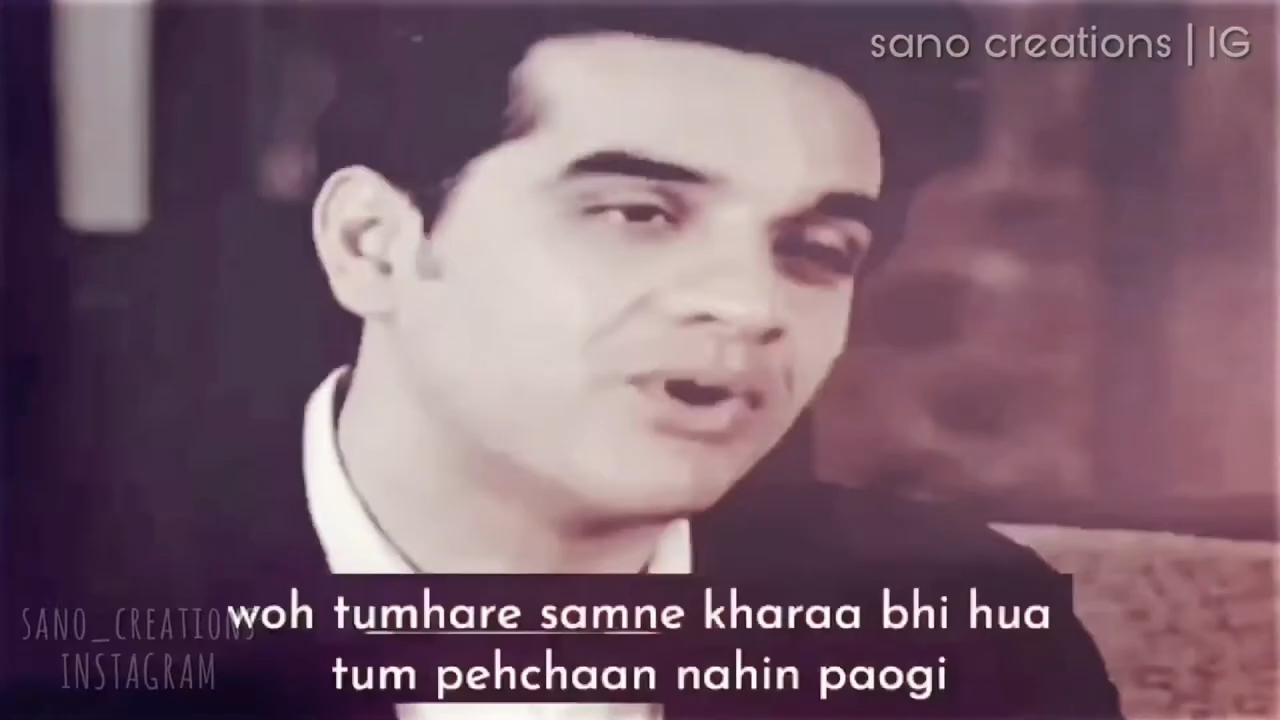 sano creations | IG
woh tumhare samne kharaa bhi hua
tum pehchaan nahin paogi
SANO_CREATIONS
INSTAGRAM